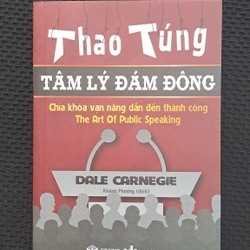 Thao Túng
TÂM LÝ ĐÁM ĐÔNG
Chìa khóa vạn năng dẫn đến thành công
The Art Of Public Speaking
DALE CARNEGIE
Khánh Phương (dịch)